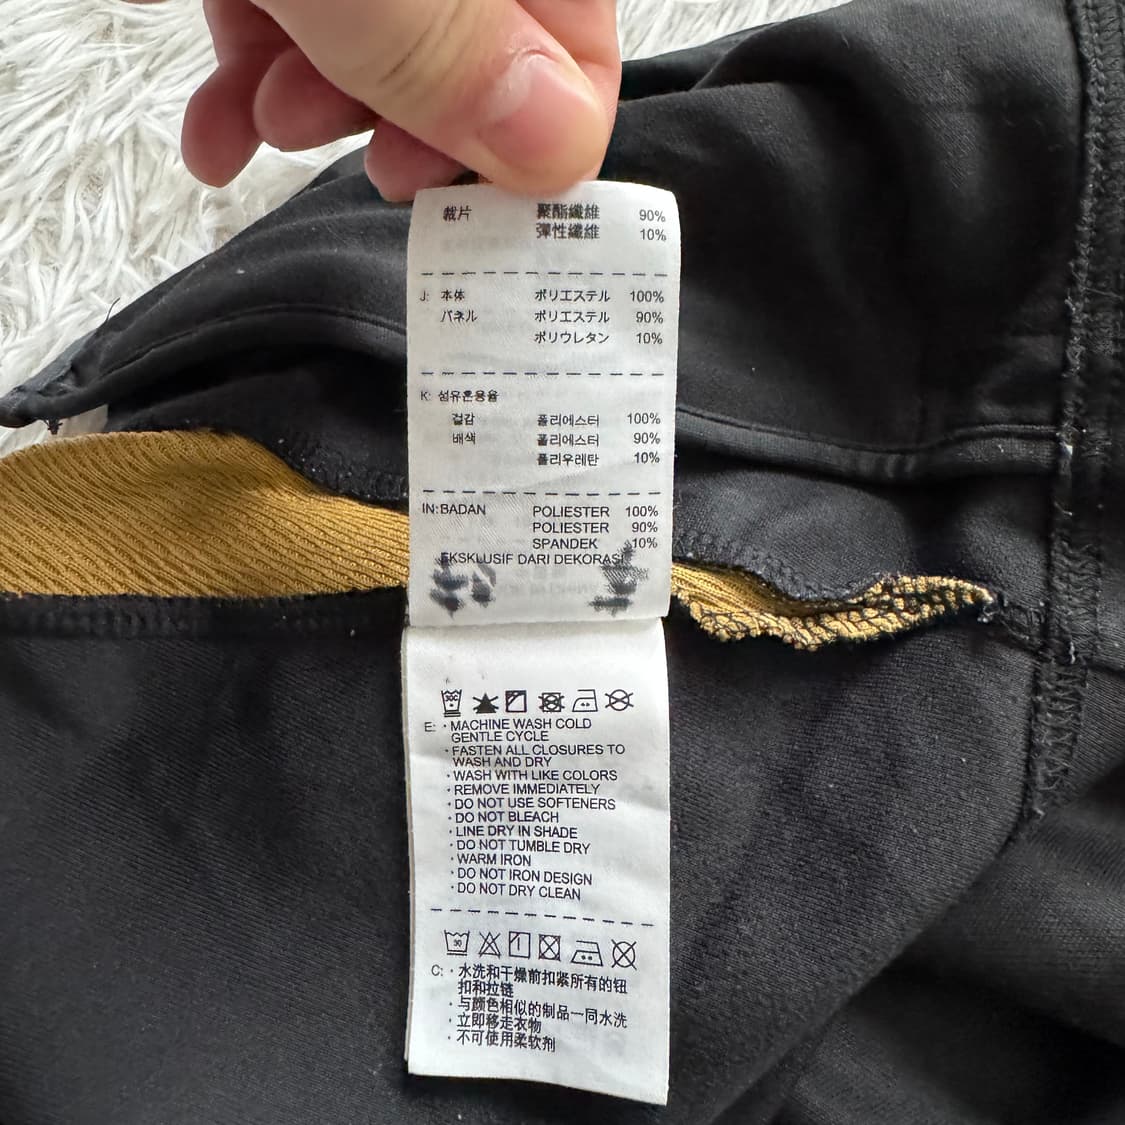 裁片 聚酯纖維 90%
彈性纖維 10%
J: 本体 ポリエステル 100%
パネル ポリエステル 90%
ポリウレタン 10%
K: 섬유혼용율
겉감 폴리에스터 100%
배색 폴리에스터 90%
폴리우레탄 10%
IN: BADAN POLIESTER 100%
POLIESTER 90%
SPANDEK 10%
EKSKLUSIF DARI DEKORASI
E: · MACHINE WASH COLD
GENTLE CYCLE
· FASTEN ALL CLOSURES TO
WASH AND DRY
· WASH WITH LIKE COLORS
· REMOVE IMMEDIATELY
· DO NOT USE SOFTENERS
· DO NOT BLEACH
· LINE DRY IN SHADE
· DO NOT TUMBLE DRY
· WARM IRON
· DO NOT IRON DESIGN
· DO NOT DRY CLEAN
30
C: · 水洗和干燥前扣紧所有的钮
扣和拉链
· 与颜色相似的制品一同水洗
· 立即移走衣物
· 不可使用柔软剂